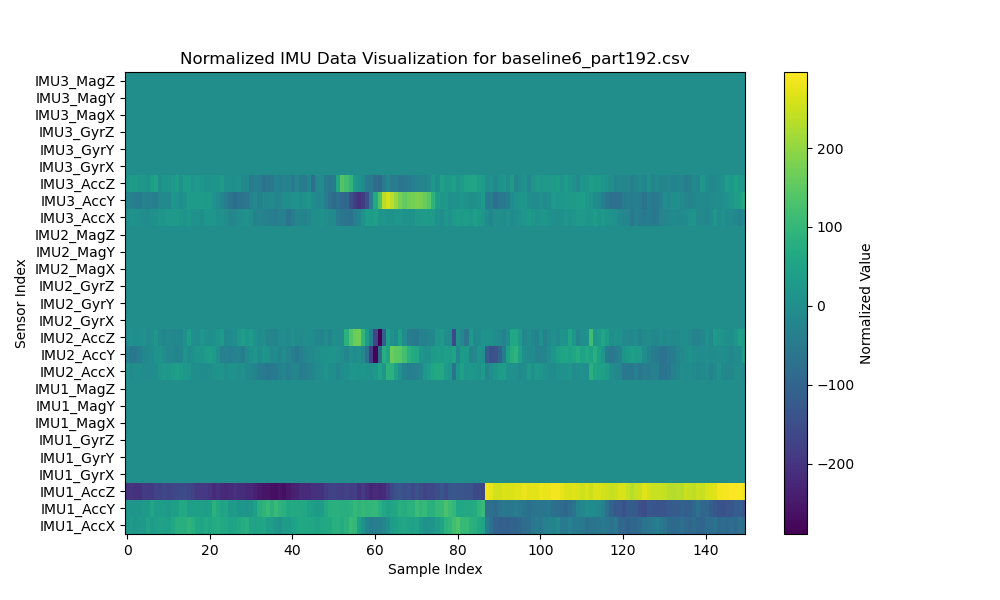 Normalized IMU Data Visualization for baseline6_part192.csv
IMU3_MagZ
IMU3_MagY
IMU3_MagX
IMU3_GyrZ
IMU3_GyrY
IMU3_GyrX
IMU3_AccZ
IMU3_AccY
IMU3_AccX
IMU2_MagZ
IMU2_MagY
IMU2_MagX
IMU2_GyrZ
IMU2_GyrY
IMU2_GyrX
IMU2_AccZ
IMU2_AccY
IMU2_AccX
IMU1_MagZ
IMU1_MagY
IMU1_MagX
IMU1_GyrZ
IMU1_GyrY
IMU1_GyrX
IMU1_AccZ
IMU1_AccY
IMU1_AccX
Sensor Index
0 20 40 60 80 100 120 140
Sample Index
200
100
0
−100
−200
Normalized Value